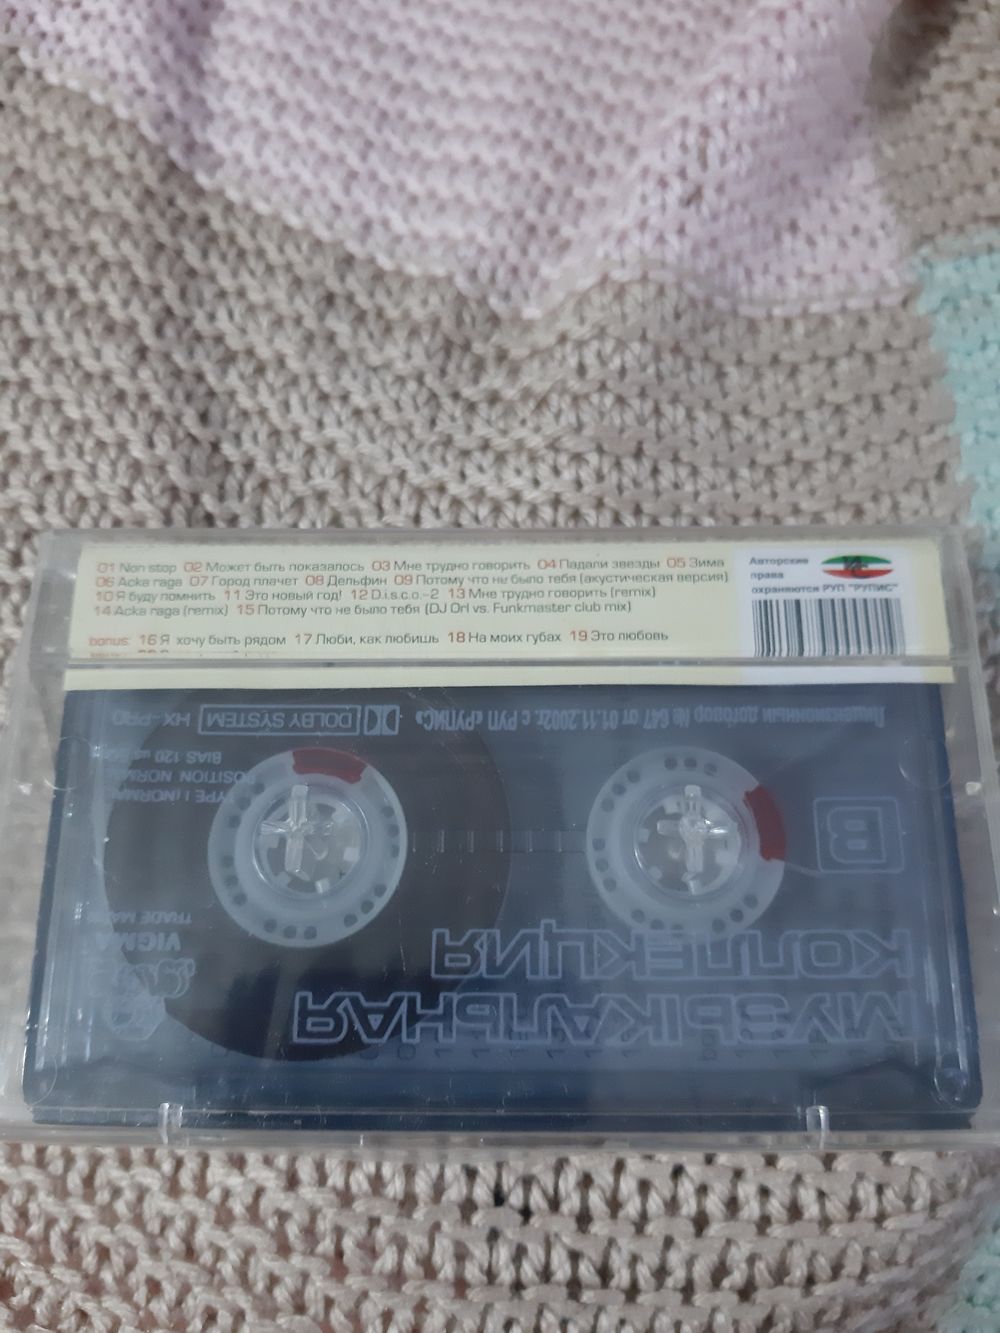 01 Non stop 02 Может быть показалось 03 Мне трудно говорить 04 Падали звезды 05 Зима
06 Acka raga 07 Город плачет 08 Дельфин 09 Потому что не было тебя (акустическая версия)
10 Я буду помнить 11 Это новый год! 12 D.i.s.c.o.-2 13 Мне трудно говорить (remix)
14 Acka raga (remix) 15 Потому что не было тебя (DJ Orl vs. Funkmaster club mix)
bonus: 16 Я хочу быть рядом 17 Люби, как любишь 18 На моих губах 19 Это любовь
Авторские
права
охраняются РУП "РУПИС"
МУЗЫКАЛЬНАЯ
КОЛЛЕКЦИЯ
B
VIGMA
TRADE MA
TYPE I (NORMAL
POSITION NORMAL
BIAS 120 µs
Лицензионный договор № 647 от 01.11.2002г. с РУП «РУПИС»
DOLBY SYSTEM HX-PRO